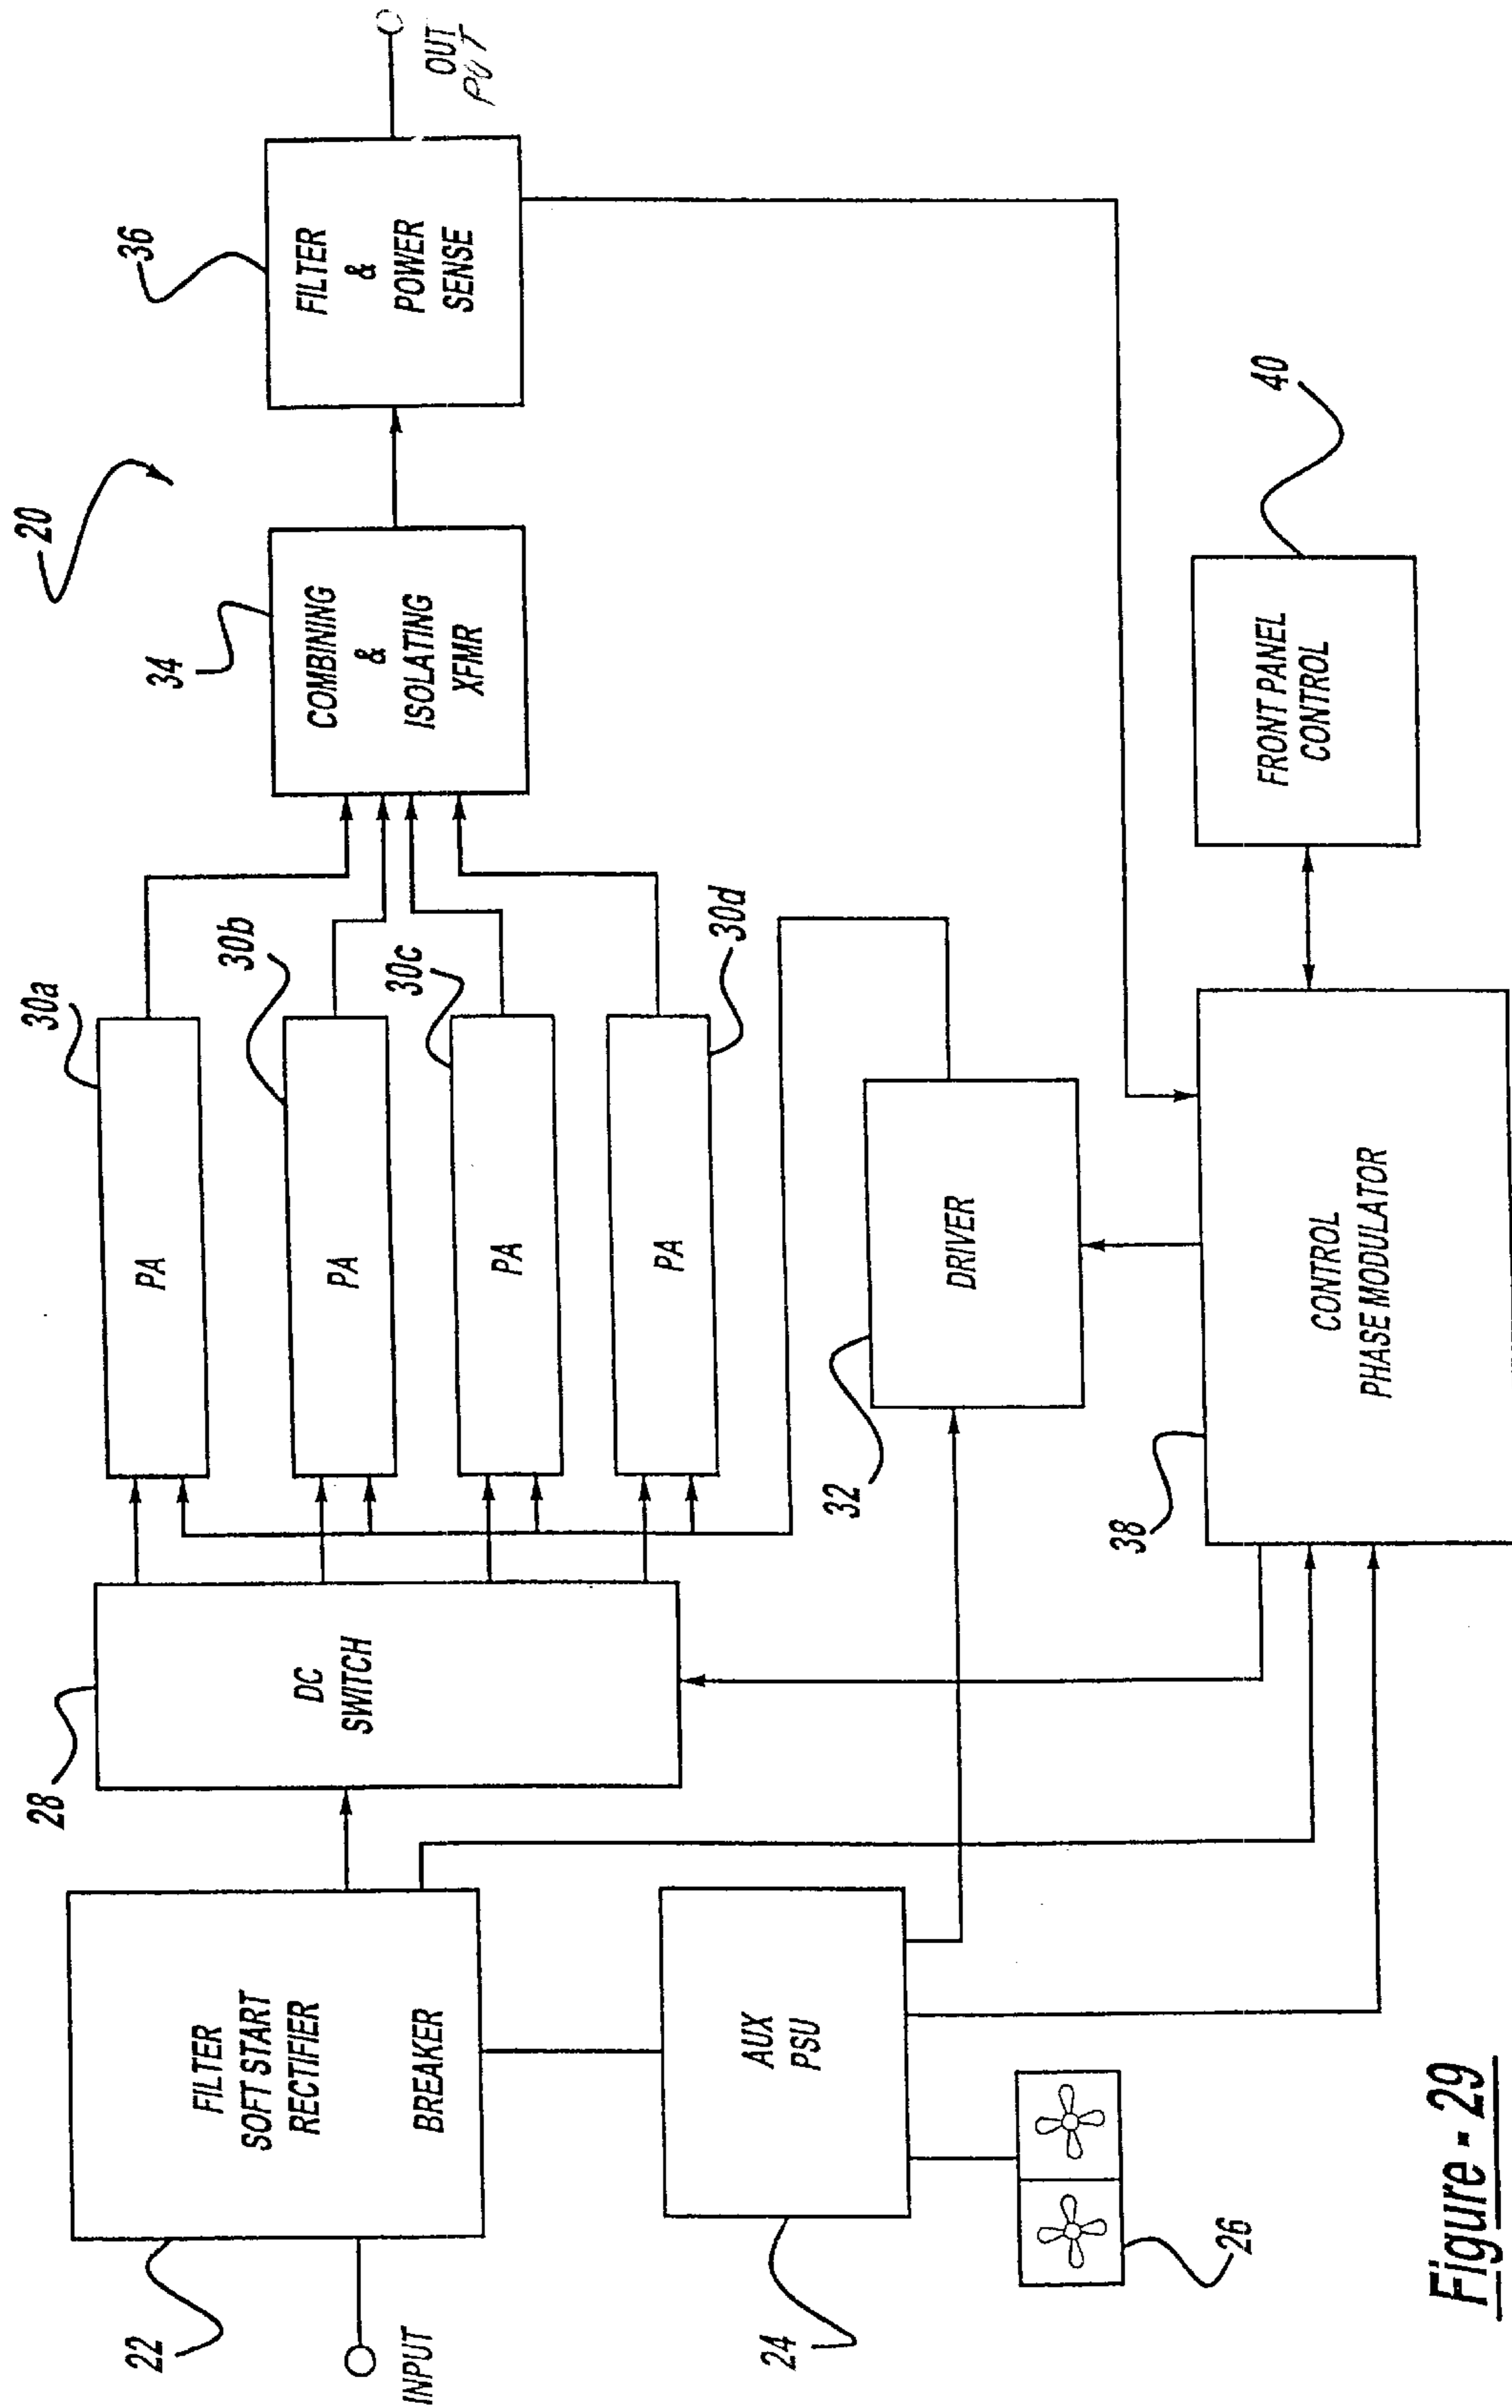 20
30a
30b
30c
30d
34
36
28
22
24
26
32
38
40
INPUT
FILTER
SOFT START
RECTIFIER
BREAKER
AUX
PSU
DC
SWITCH
PA
PA
PA
PA
DRIVER
CONTROL
PHASE MODULATOR
COMBINING
&
ISOLATING
XFMR
FILTER
&
POWER
SENSE
OUT
PUT
FRONT PANEL
CONTROL
Figure - 29